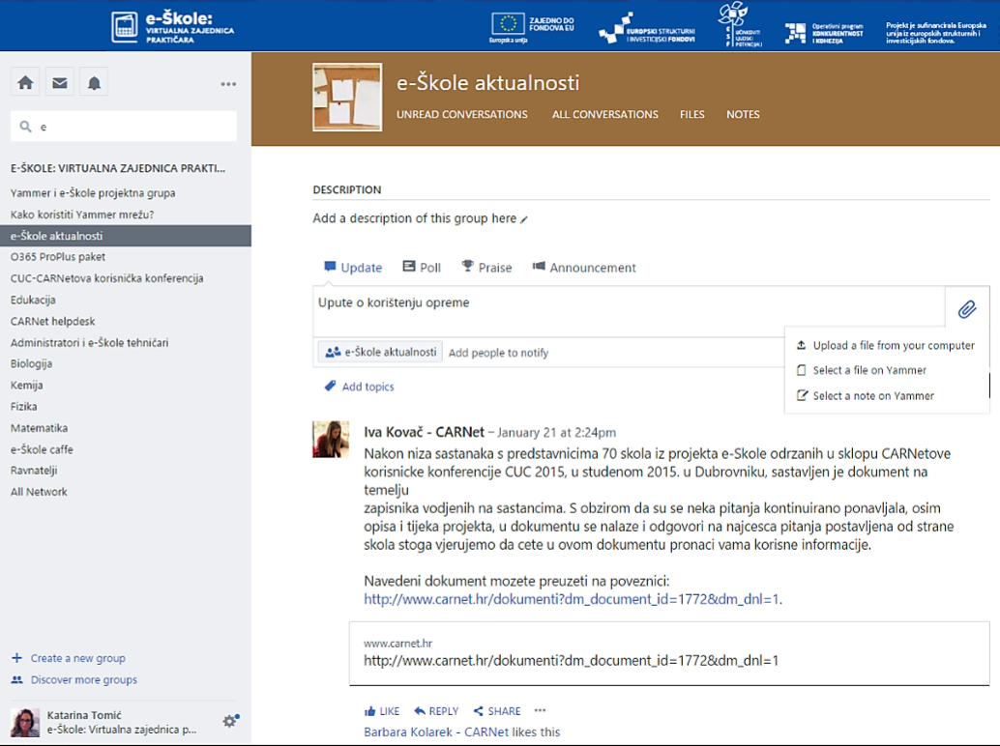 e-Škole:
VIRTUALNA ZAJEDNICA
PRAKTIČARA
Europska unija
ZAJEDNO DO
FONDOVA EU
EUROPSKI STRUKTURNI
I INVESTICIJSKI FONDOVI
ESF
UČINKOVITI
LJUDSKI
POTENCIJALI
Operativni program
KONKURENTNOST
I KOHEZIJA
Projekt je sufinancirala Europska
unija iz europskih strukturnih i
investicijskih fondova.
e
E-ŠKOLE: VIRTUALNA ZAJEDNICA PRAKTI...
Yammer i e-Škole projektna grupa
Kako koristiti Yammer mrežu?
e-Škole aktualnosti
O365 ProPlus paket
CUC-CARNetova korisnička konferencija
Edukacija
CARNet helpdesk
Administratori i e-Škole tehničari
Biologija
Kemija
Fizika
Matematika
e-Škole caffe
Ravnatelji
All Network
+ Create a new group
Discover more groups
Katarina Tomić
e-Škole: Virtualna zajednica p...
e-Škole aktualnosti
UNREAD CONVERSATIONS ALL CONVERSATIONS FILES NOTES
DESCRIPTION
Add a description of this group here
Update Poll Praise Announcement
Upute o korištenju opreme
e-Škole aktualnosti Add people to notify
Upload a file from your computer
Select a file on Yammer
Select a note on Yammer
Add topics
Iva Kovač - CARNet – January 21 at 2:24pm
Nakon niza sastanaka s predstavnicima 70 skola iz projekta e-Skole odrzanih u sklopu CARNetove
korisnicke konferencije CUC 2015, u studenom 2015. u Dubrovniku, sastavljen je dokument na
temelju
zapisnika vodjenih na sastancima. S obzirom da su se neka pitanja kontinuirano ponavljala, osim
opisa i tijeka projekta, u dokumentu se nalaze i odgovori na najcesca pitanja postavljena od strane
skola stoga vjerujemo da cete u ovom dokumentu pronaci vama korisne informacije.
Navedeni dokument mozete preuzeti na poveznici:
http://www.carnet.hr/dokumenti?dm_document_id=1772&dm_dnl=1.
www.carnet.hr
http://www.carnet.hr/dokumenti?dm_document_id=1772&dm_dnl=1
LIKE REPLY SHARE ...
Barbara Kolarek - CARNet likes this